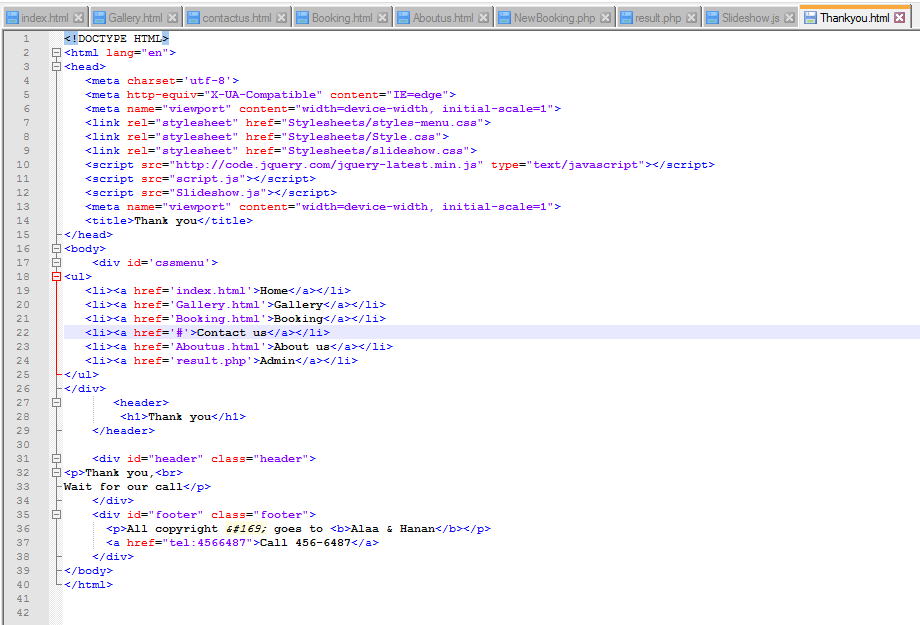 index.html Gallery.html contactus.html Booking.html Aboutus.html NewBooking.php result.php Slideshow.js Thankyou.html
1 <!DOCTYPE HTML>
2 <html lang="en">
3 <head>
4 <meta charset='utf-8'>
5 <meta http-equiv="X-UA-Compatible" content="IE=edge">
6 <meta name="viewport" content="width=device-width, initial-scale=1">
7 <link rel="stylesheet" href="Stylesheets/styles-menu.css">
8 <link rel="stylesheet" href="Stylesheets/Style.css">
9 <link rel="stylesheet" href="Stylesheets/slideshow.css">
10 <script src="http://code.jquery.com/jquery-latest.min.js" type="text/javascript"></script>
11 <script src="script.js"></script>
12 <script src="Slideshow.js"></script>
13 <meta name="viewport" content="width=device-width, initial-scale=1">
14 <title>Thank you</title>
15 </head>
16 <body>
17 <div id='cssmenu'>
18 <ul>
19 <li><a href='index.html'>Home</a></li>
20 <li><a href='Gallery.html'>Gallery</a></li>
21 <li><a href='Booking.html'>Booking</a></li>
22 <li><a href='#'>Contact us</a></li>
23 <li><a href='Aboutus.html'>About us</a></li>
24 <li><a href='result.php'>Admin</a></li>
25 </ul>
26 </div>
27 <header>
28 <h1>Thank you</h1>
29 </header>
30
31 <div id="header" class="header">
32 <p>Thank you,<br>
33 Wait for our call</p>
34 </div>
35 <div id="footer" class="footer">
36 <p>All copyright &#169; goes to <b>Alaa & Hanan</b></p>
37 <a href="tel:4566487">Call 456-6487</a>
38 </div>
39 </body>
40 </html>
41
42